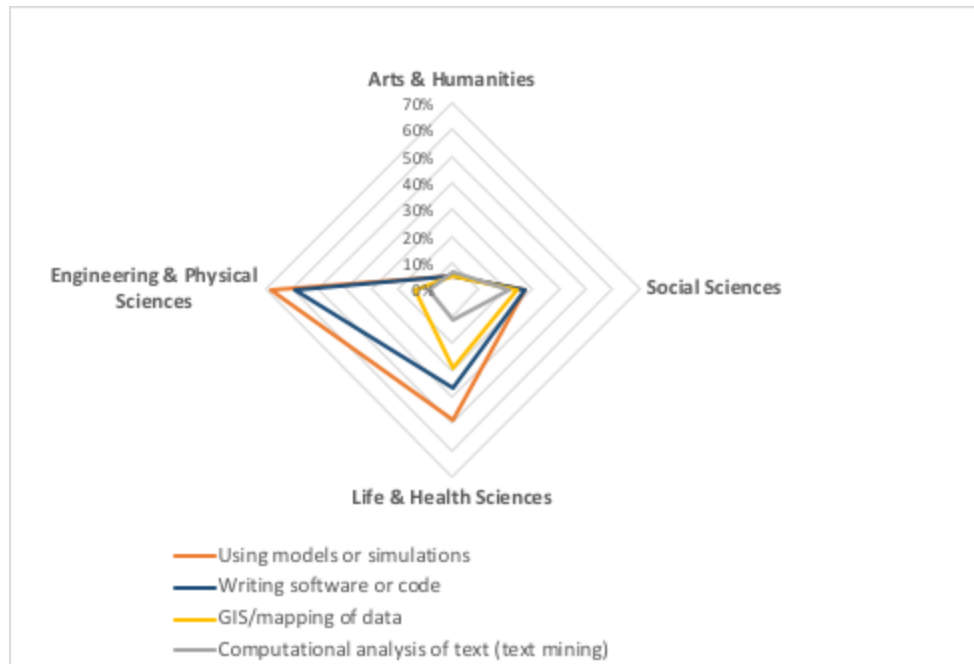 Arts & Humanities
70%
60%
50%
40%
30%
20%
10%
0%
Engineering & Physical
Sciences
Social Sciences
Life & Health Sciences
Using models or simulations
Writing software or code
GIS/mapping of data
Computational analysis of text (text mining)